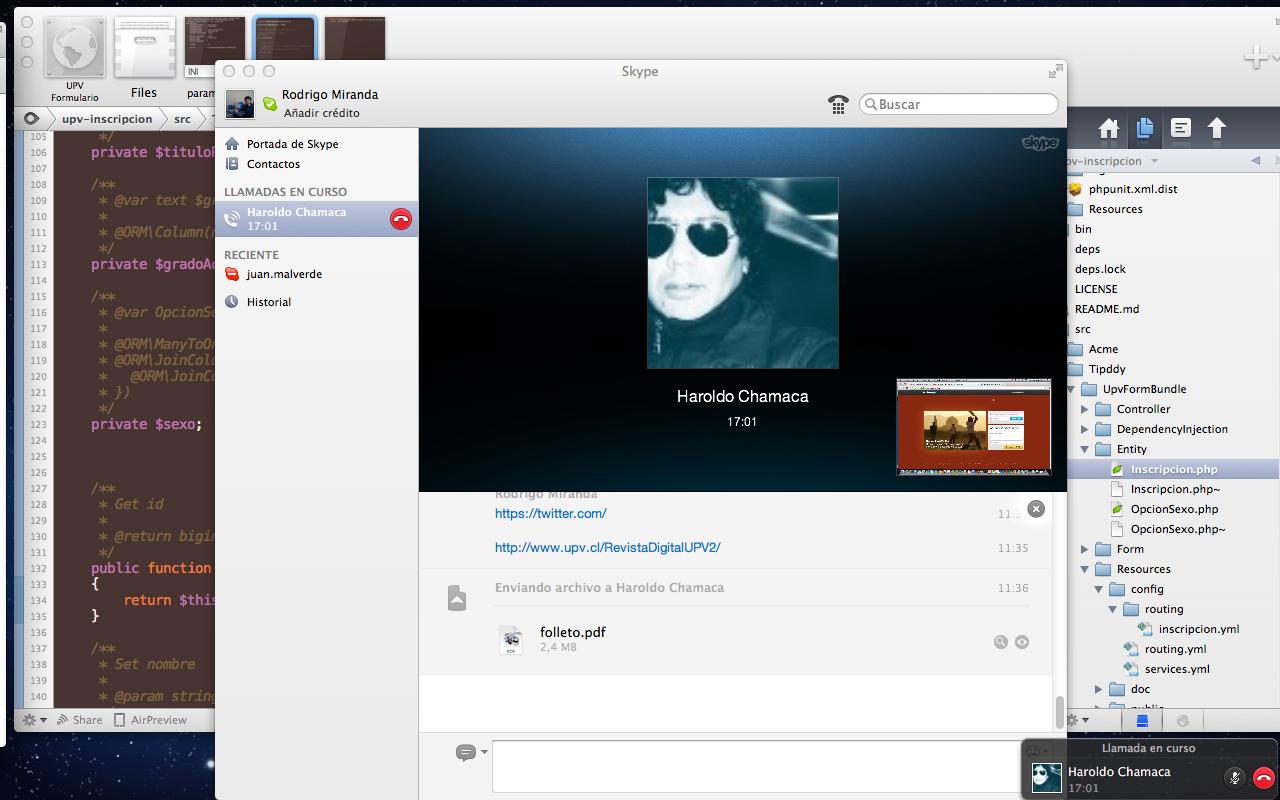 UPV
Formulario
Files
INI
param
upv-inscripcion
src
105
106
107
108
109
110
111
112
113
114
115
116
117
118
119
120
121
122
123
124
125
126
127
128
129
130
131
132
133
134
135
136
137
138
139
140
*/
private $titulo
/**
* @var text $gr
*
* @ORM\Column(
*/
private $gradoAc
/**
* @var OpcionSe
*
* @ORM\ManyToOn
* @ORM\JoinColu
* @ORM\JoinCo
* })
*/
private $sexo;
/**
* Get id
*
* @return bigin
*/
public function
{
return $this
}
/**
* Set nombre
*
* @param string
Share
AirPreview
Skype
Rodrigo Miranda
Añadir crédito
Buscar
Portada de Skype
Contactos
LLAMADAS EN CURSO
Haroldo Chamaca
17:01
RECIENTE
juan.malverde
Historial
skype
Haroldo Chamaca
17:01
Rodrigo Miranda
https://twitter.com/
11:3
http://www.upv.cl/RevistaDigitalUPV2/
11:35
Enviando archivo a Haroldo Chamaca
11:36
PDF
folleto.pdf
2,4 MB
pv-inscripcion
phpunit.xml.dist
Resources
bin
deps
deps.lock
LICENSE
README.md
src
Acme
Tipddy
UpvFormBundle
Controller
DependencyInjection
Entity
Inscripcion.php
Inscripcion.php~
OpcionSexo.php
OpcionSexo.php~
Form
Resources
config
routing
inscripcion.yml
routing.yml
services.yml
doc
public
Llamada en curso
Haroldo Chamaca
17:01